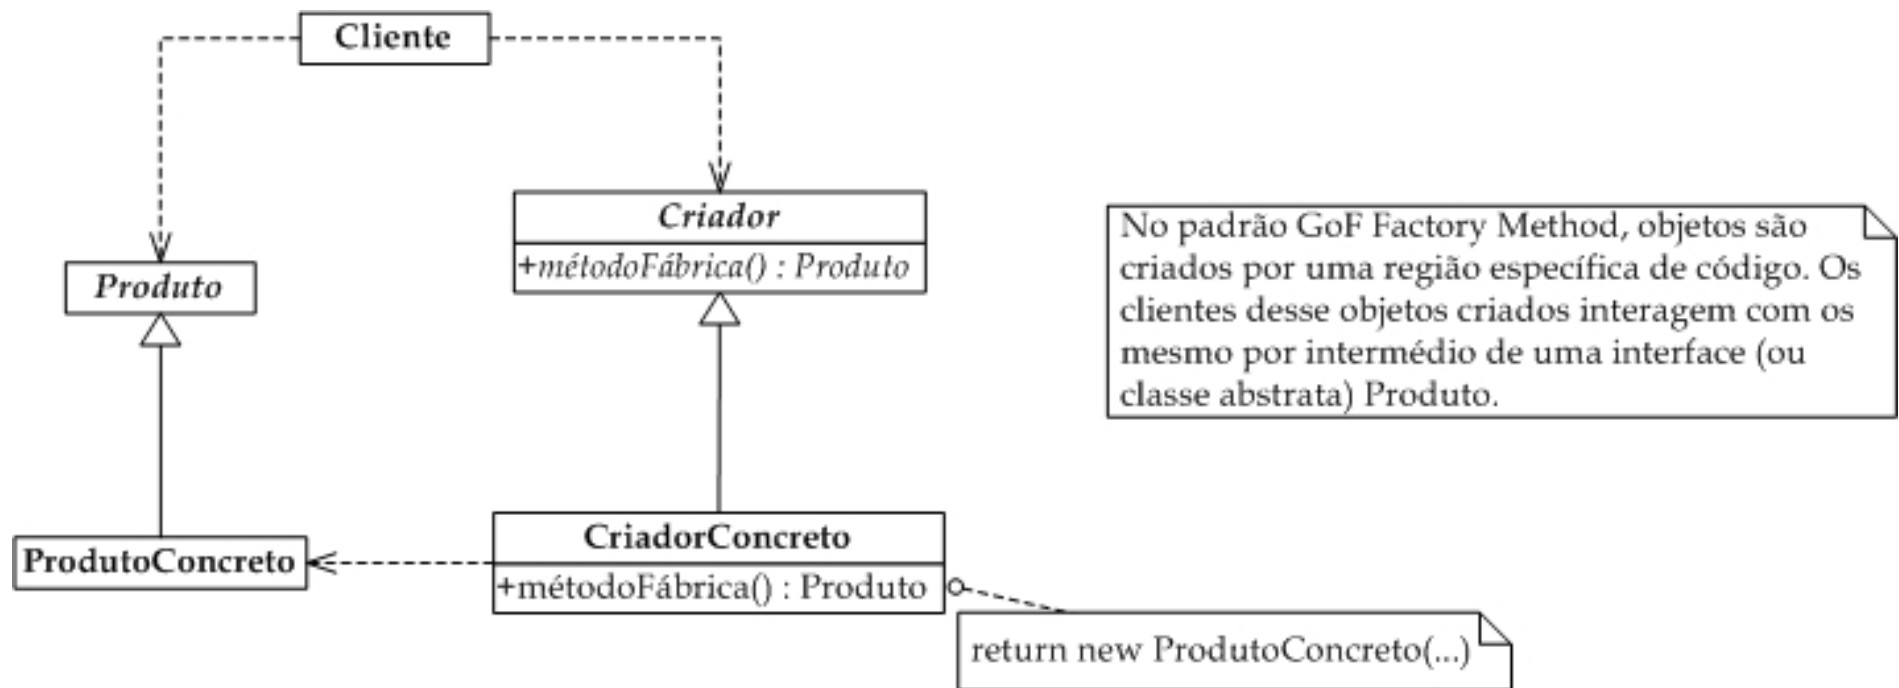 Cliente
Criador
+métodoFábrica() : Produto
Produto
No padrão GoF Factory Method, objetos são
criados por uma região específica de código. Os
clientes desse objetos criados interagem com os
mesmo por intermédio de uma interface (ou
classe abstrata) Produto.
CriadorConcreto
+métodoFábrica() : Produto
ProdutoConcreto
return new ProdutoConcreto(...)